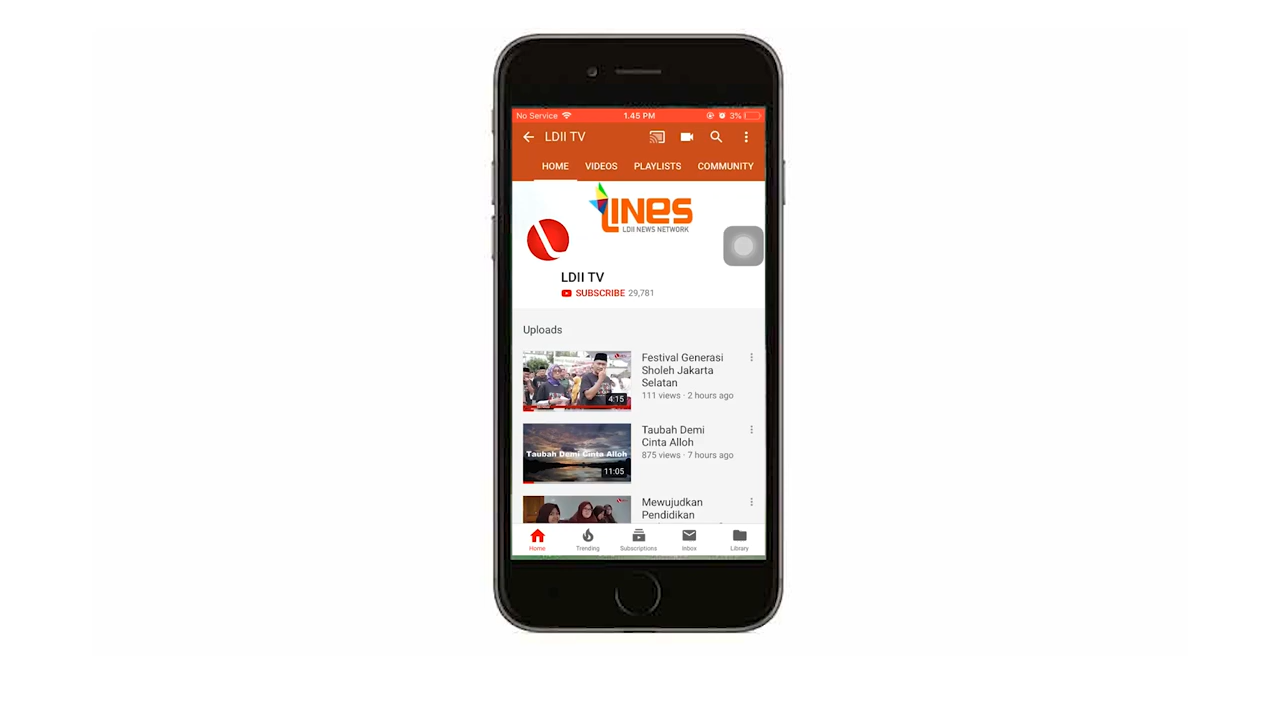 No Service 1.45 PM 3%
LDII TV
HOME VIDEOS PLAYLISTS COMMUNITY
LINES
LDII NEWS NETWORK
LDII TV
SUBSCRIBE 29,781
Uploads
Festival Generasi
Sholeh Jakarta
Selatan
111 views · 2 hours ago
4:15
Taubah Demi
Cinta Alloh
875 views · 7 hours ago
Taubah Demi Cinta Alloh
11:05
Mewujudkan
Pendidikan
Home Trending Subscriptions Inbox Library